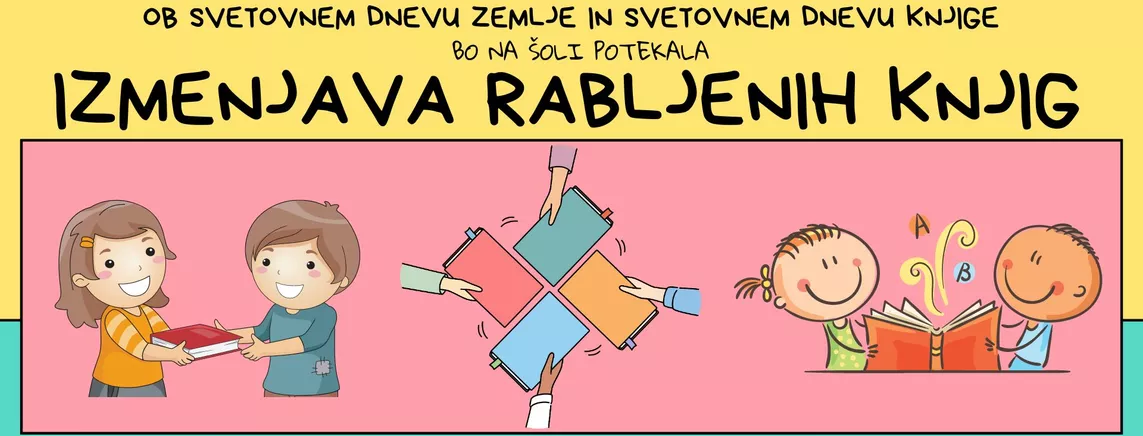 OB SVETOVNEM DNEVU ZEMLJE IN SVETOVNEM DNEVU KNJIGE
BO NA ŠOLI POTEKALA
IZMENJAVA RABLJENIH KNJIG
A
B